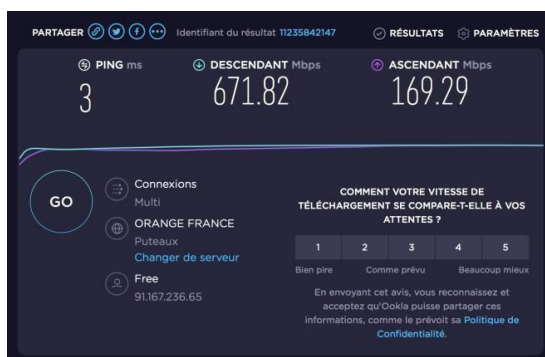 PARTAGER Identifiant du résultat 11235842147 RÉSULTATS PARAMÈTRES
PING ms DESCENDANT Mbps ASCENDANT Mbps
3 671.82 169.29
GO
Connexions
Multi
ORANGE FRANCE
Puteaux
Changer de serveur
Free
91.167.236.65
COMMENT VOTRE VITESSE DE
TÉLÉCHARGEMENT SE COMPARE-T-ELLE À VOS
ATTENTES ?
1 2 3 4 5
Bien pire Comme prévu Beaucoup mieux
En envoyant cet avis, vous reconnaissez et
acceptez qu'Ookla puisse partager ces
informations, comme le prévoit sa Politique de
Confidentialité.